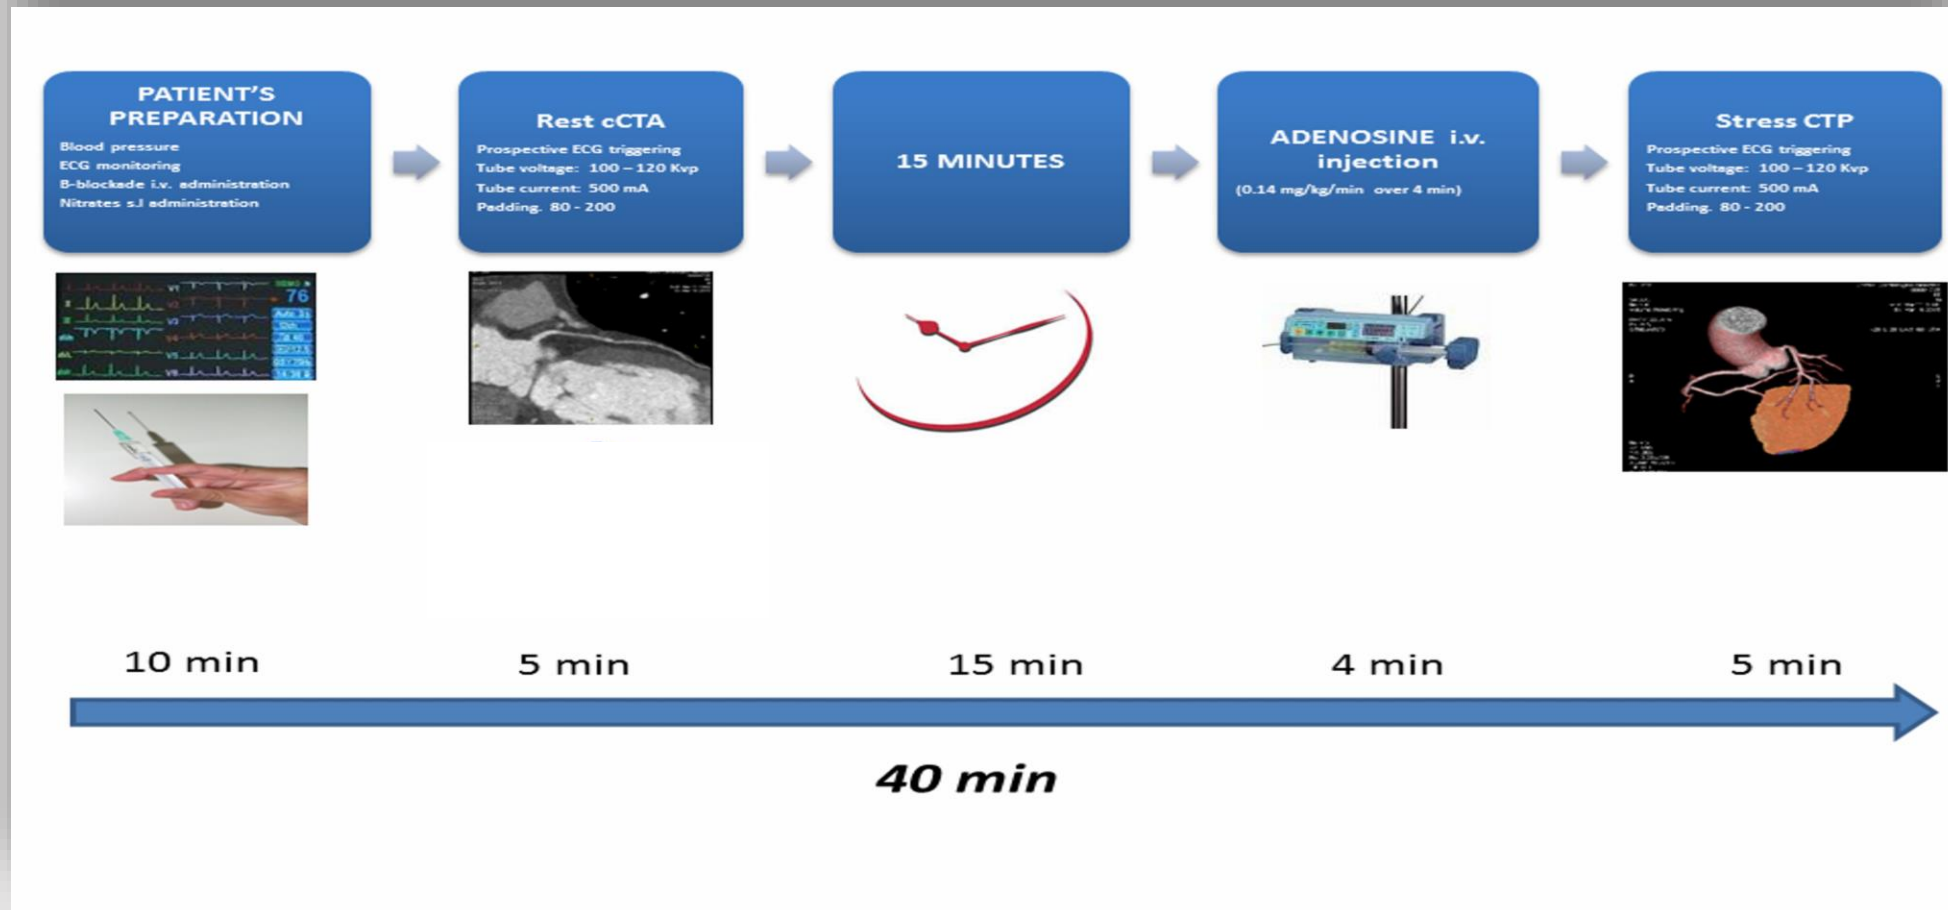 PATIENT'S
PREPARATION
Blood pressure
ECG monitoring
B-blockade i.v. administration
Nitrates s.l administration
Rest cCTA
Prospective ECG triggering
Tube voltage: 100 – 120 Kvp
Tube current: 500 mA
Padding. 80 - 200
15 MINUTES
ADENOSINE i.v.
injection
(0.14 mg/kg/min over 4 min)
Stress CTP
Prospective ECG triggering
Tube voltage: 100 – 120 Kvp
Tube current: 500 mA
Padding. 80 - 200
V1
76
V3
V5
10 min
5 min
15 min
4 min
5 min
40 min